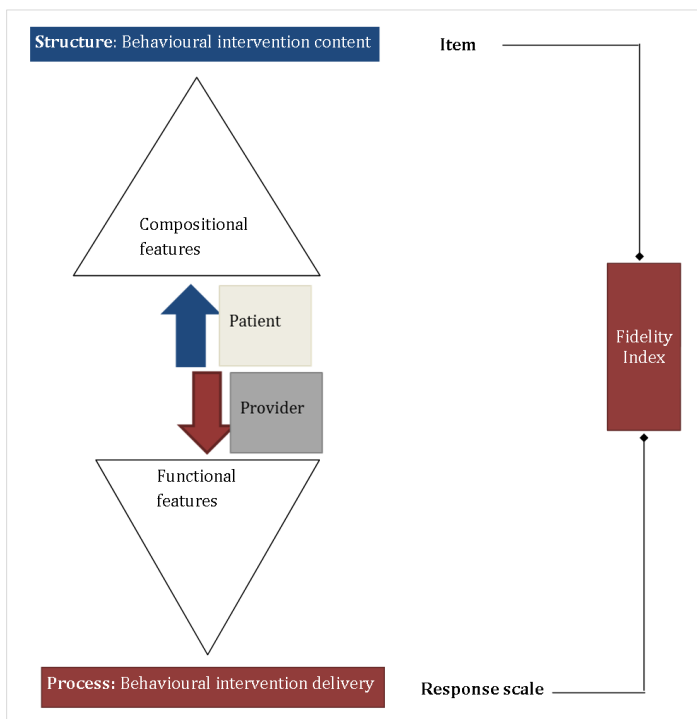 Structure: Behavioural intervention content
Item
Compositional
features
Patient
Fidelity
Index
Provider
Functional
features
Process: Behavioural intervention delivery
Response scale